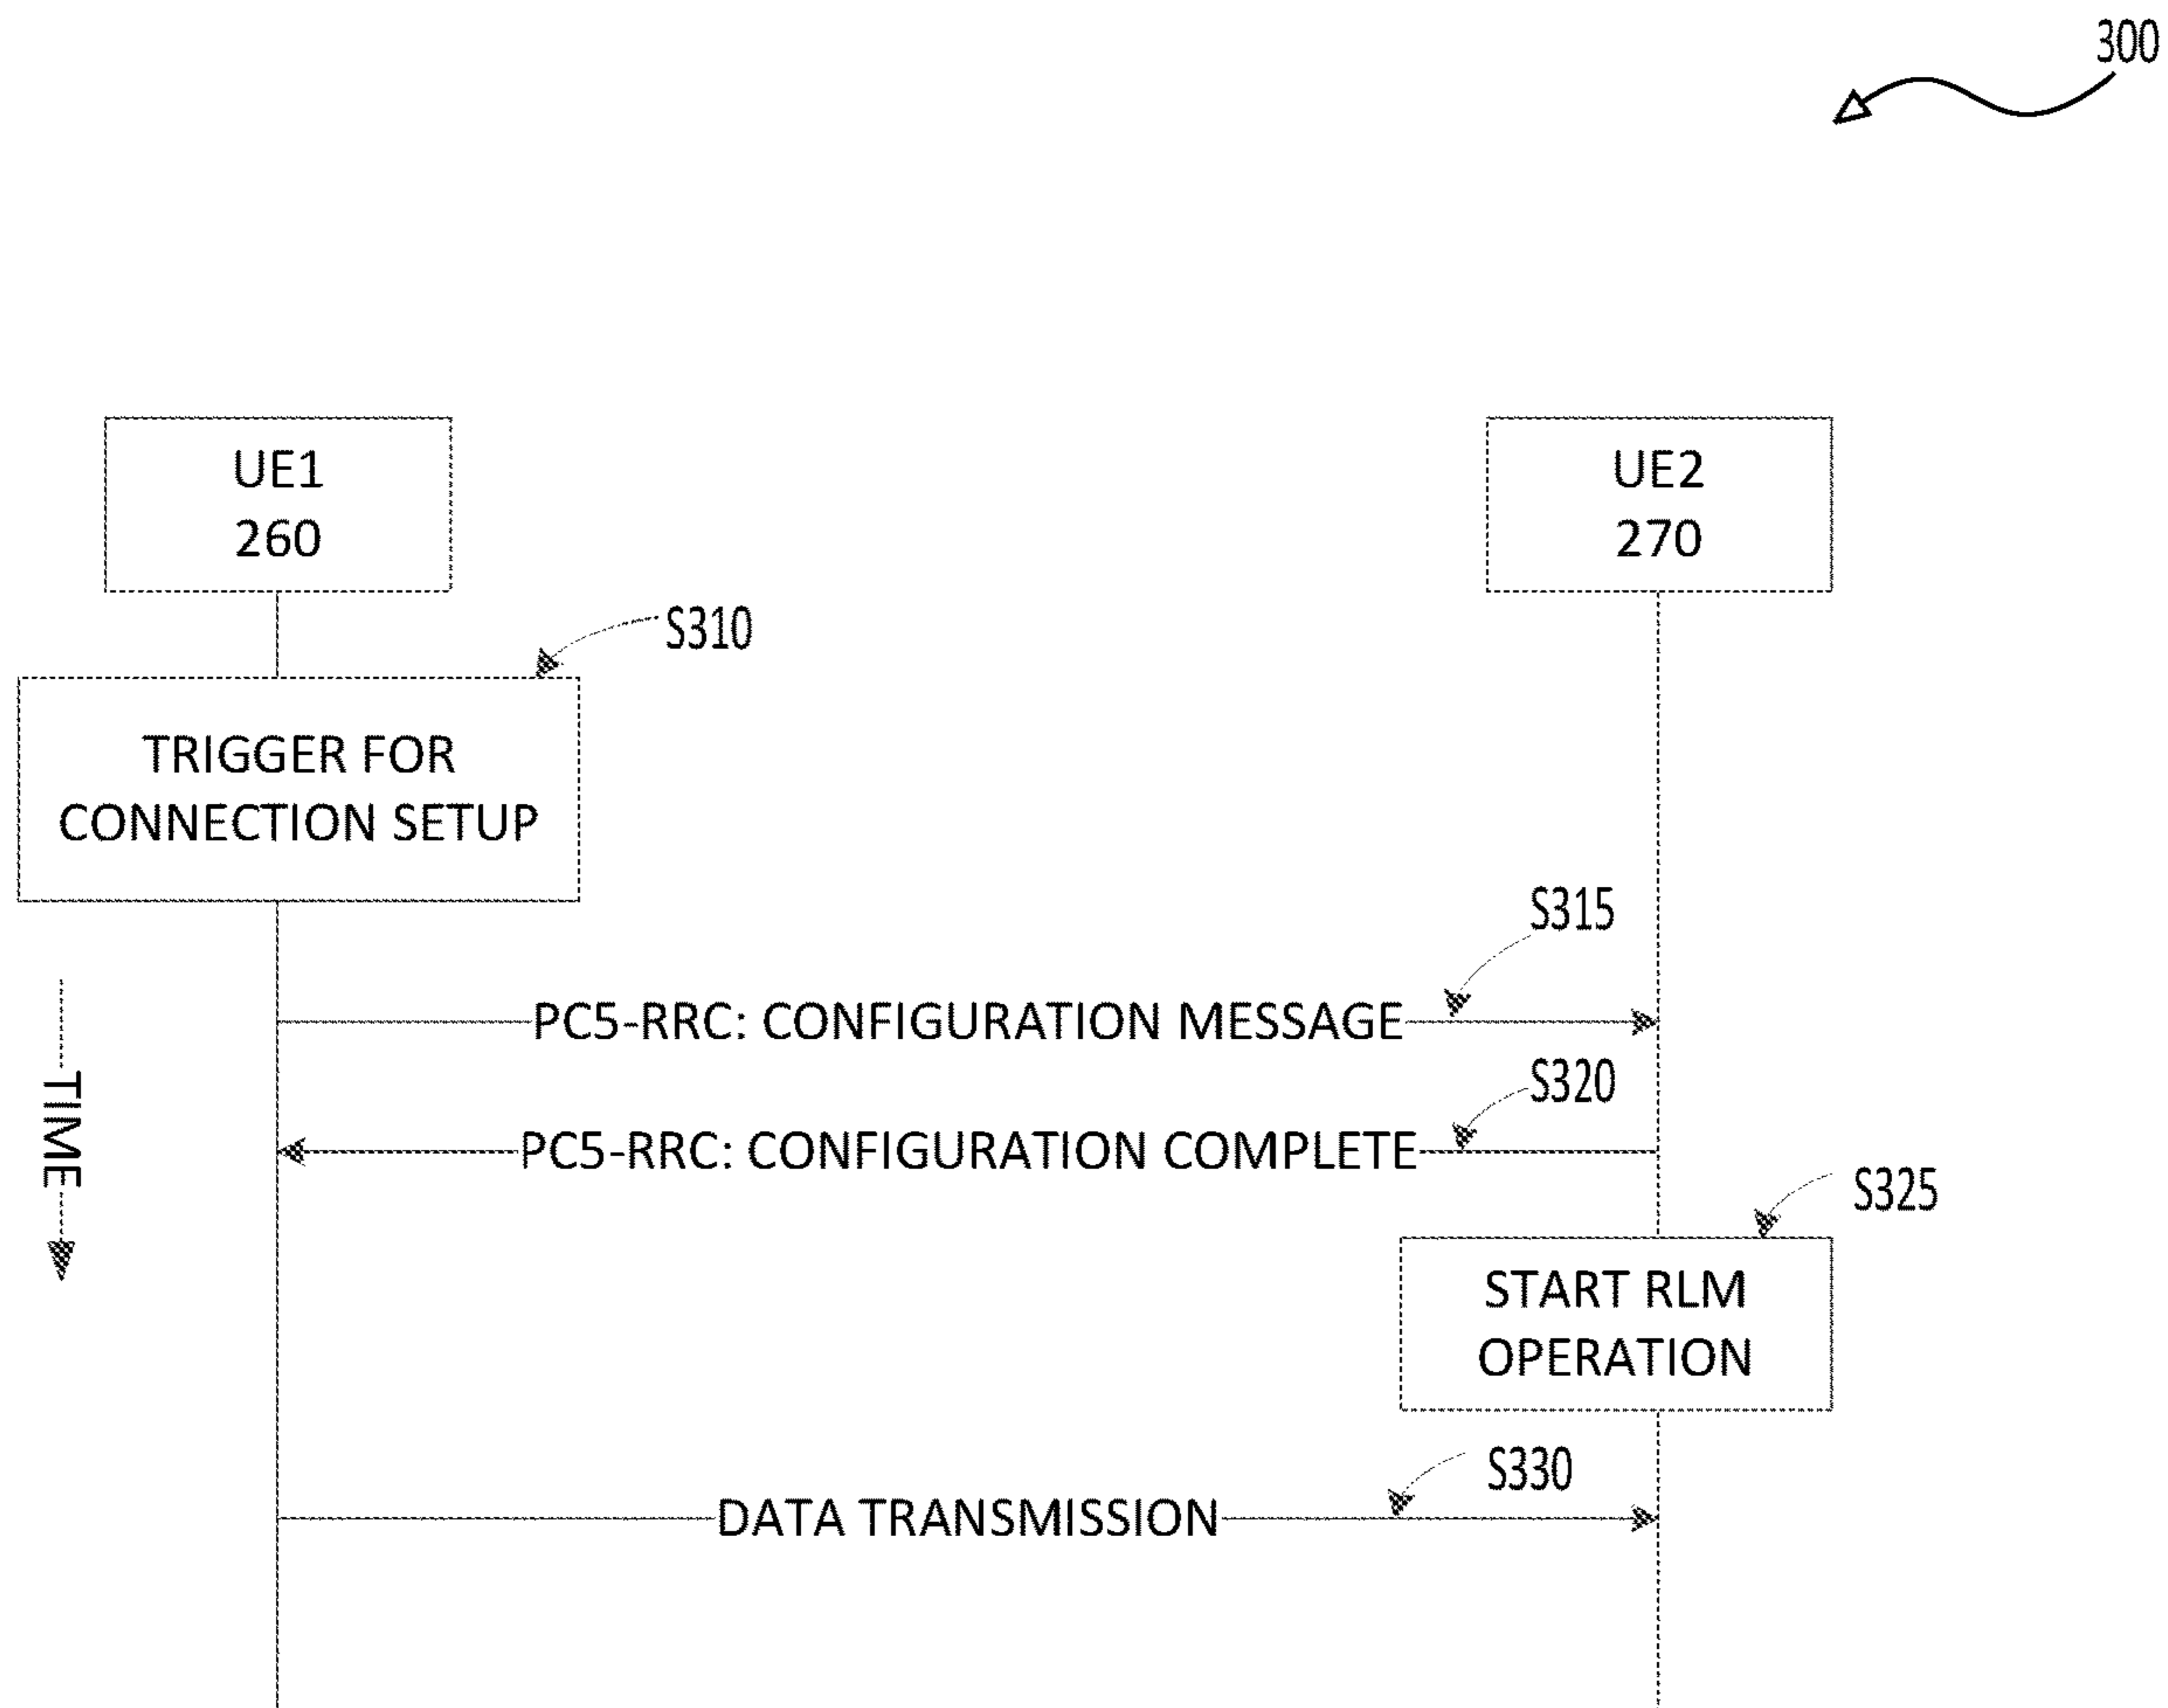 300
UE1
260
UE2
270
S310
TRIGGER FOR
CONNECTION SETUP
S315
PC5-RRC: CONFIGURATION MESSAGE
S320
PC5-RRC: CONFIGURATION COMPLETE
TIME
S325
START RLM
OPERATION
S330
DATA TRANSMISSION